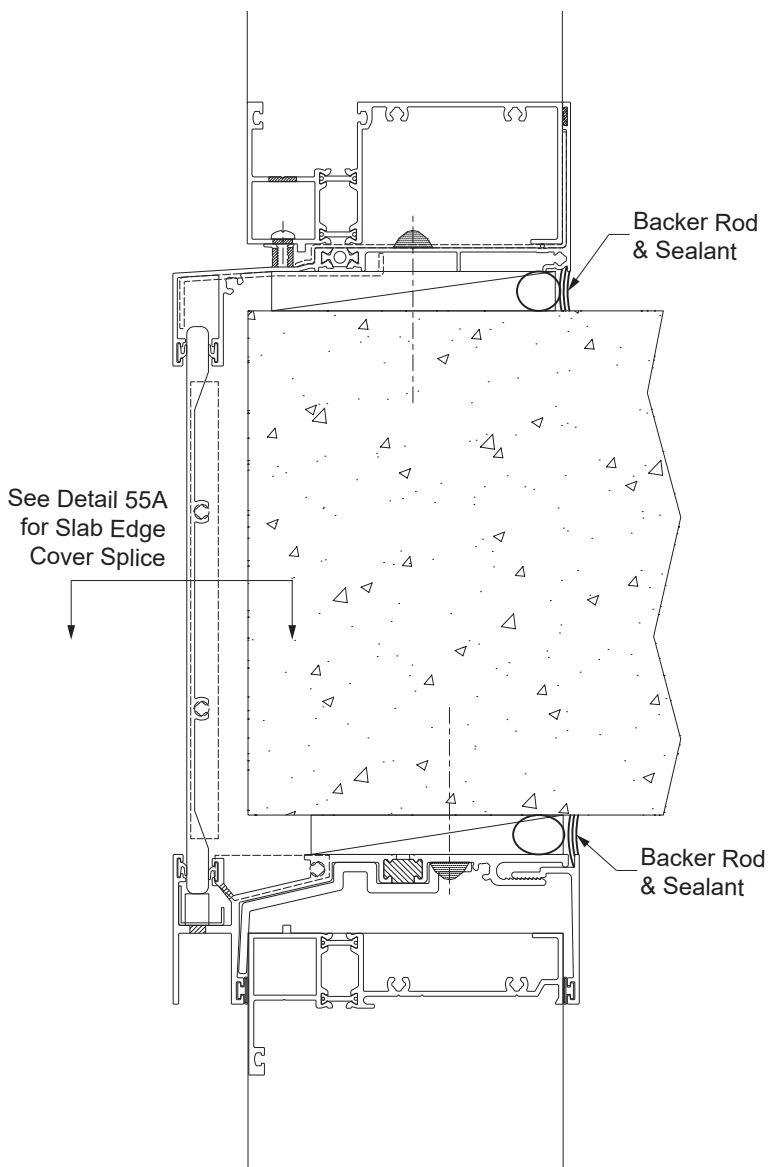 Backer Rod
& Sealant
See Detail 55A
for Slab Edge
Cover Splice
Backer Rod
& Sealant